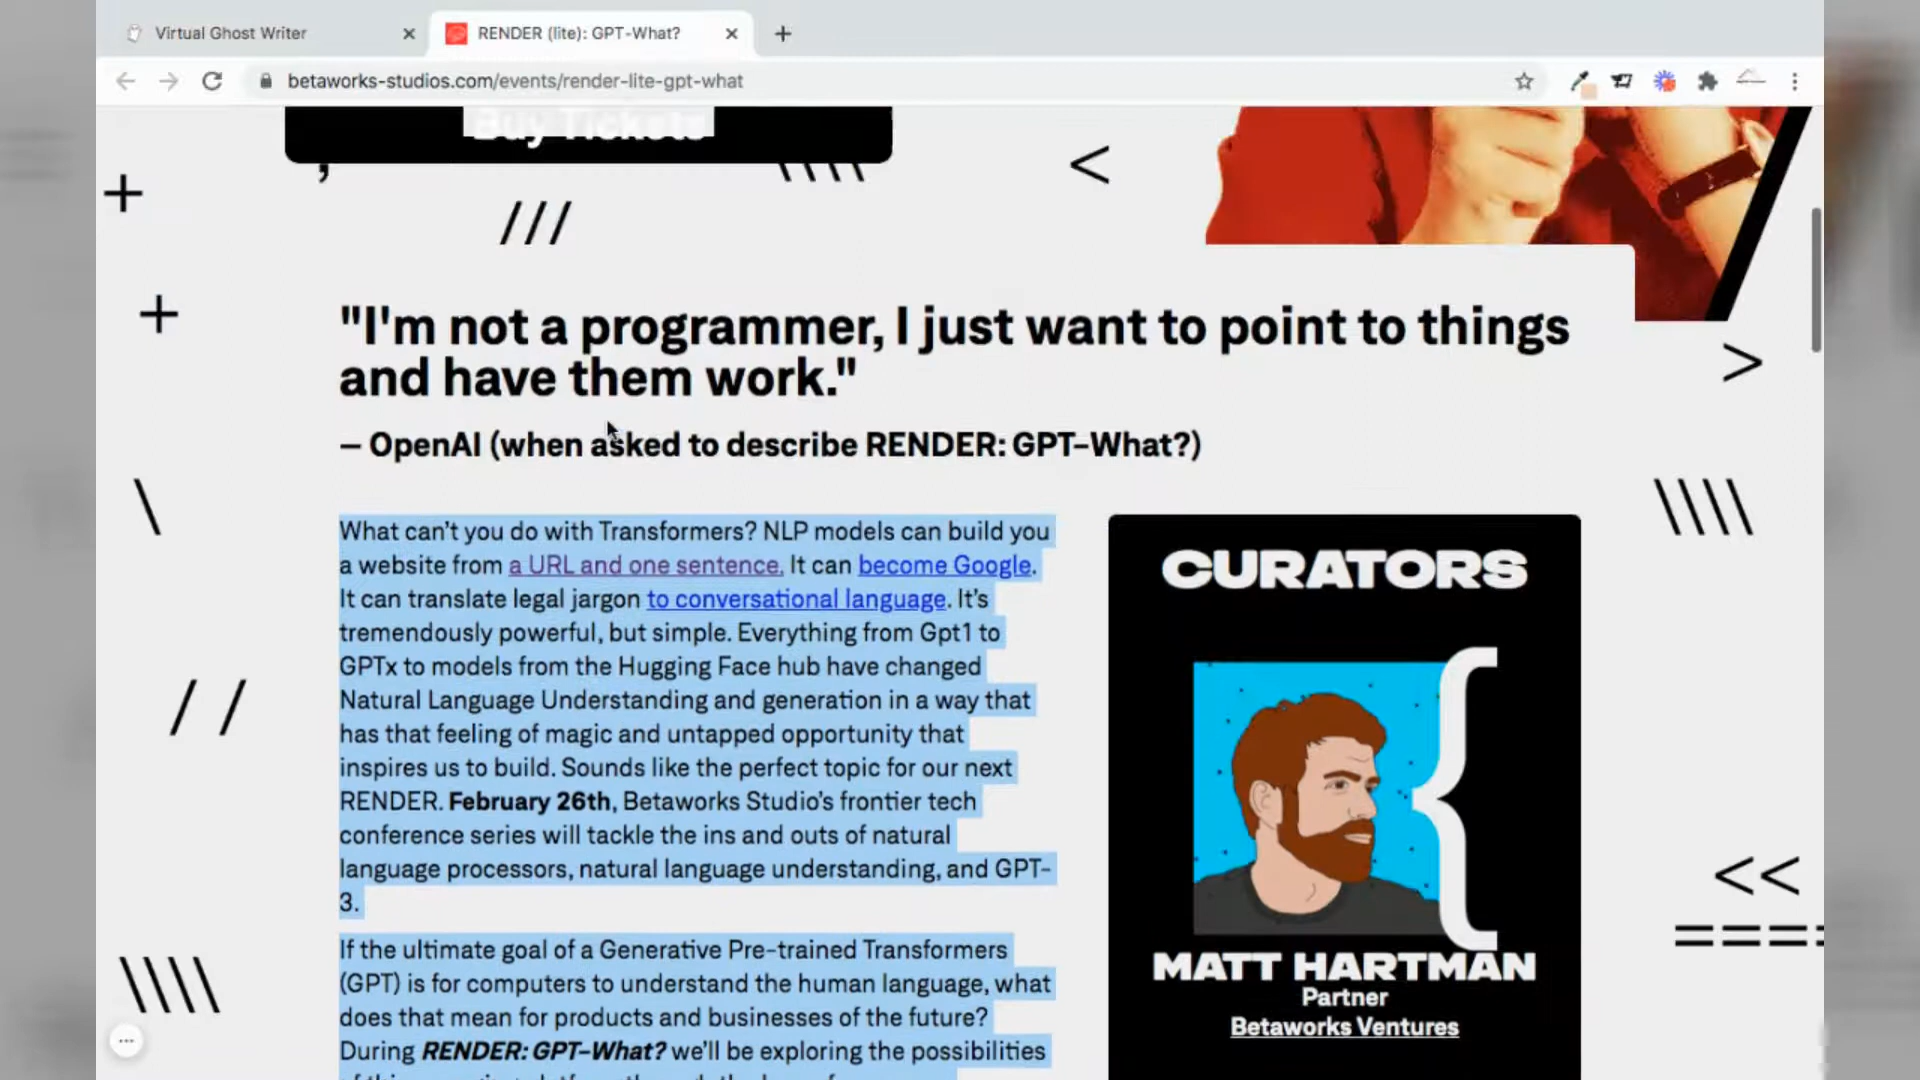 Virtual Ghost Writer
RENDER (lite): GPT-What?
betaworks-studios.com/events/render-lite-gpt-what
Buy Tickets
"I'm not a programmer, I just want to point to things
and have them work."
– OpenAI (when asked to describe RENDER: GPT-What?)
What can't you do with Transformers? NLP models can build you
a website from a URL and one sentence. It can become Google.
It can translate legal jargon to conversational language. It's
tremendously powerful, but simple. Everything from Gpt1 to
GPTx to models from the Hugging Face hub have changed
Natural Language Understanding and generation in a way that
has that feeling of magic and untapped opportunity that
inspires us to build. Sounds like the perfect topic for our next
RENDER. February 26th, Betaworks Studio's frontier tech
conference series will tackle the ins and outs of natural
language processors, natural language understanding, and GPT-
3.
If the ultimate goal of a Generative Pre-trained Transformers
(GPT) is for computers to understand the human language, what
does that mean for products and businesses of the future?
During RENDER: GPT-What? we'll be exploring the possibilities
CURATORS
MATT HARTMAN
Partner
Betaworks Ventures